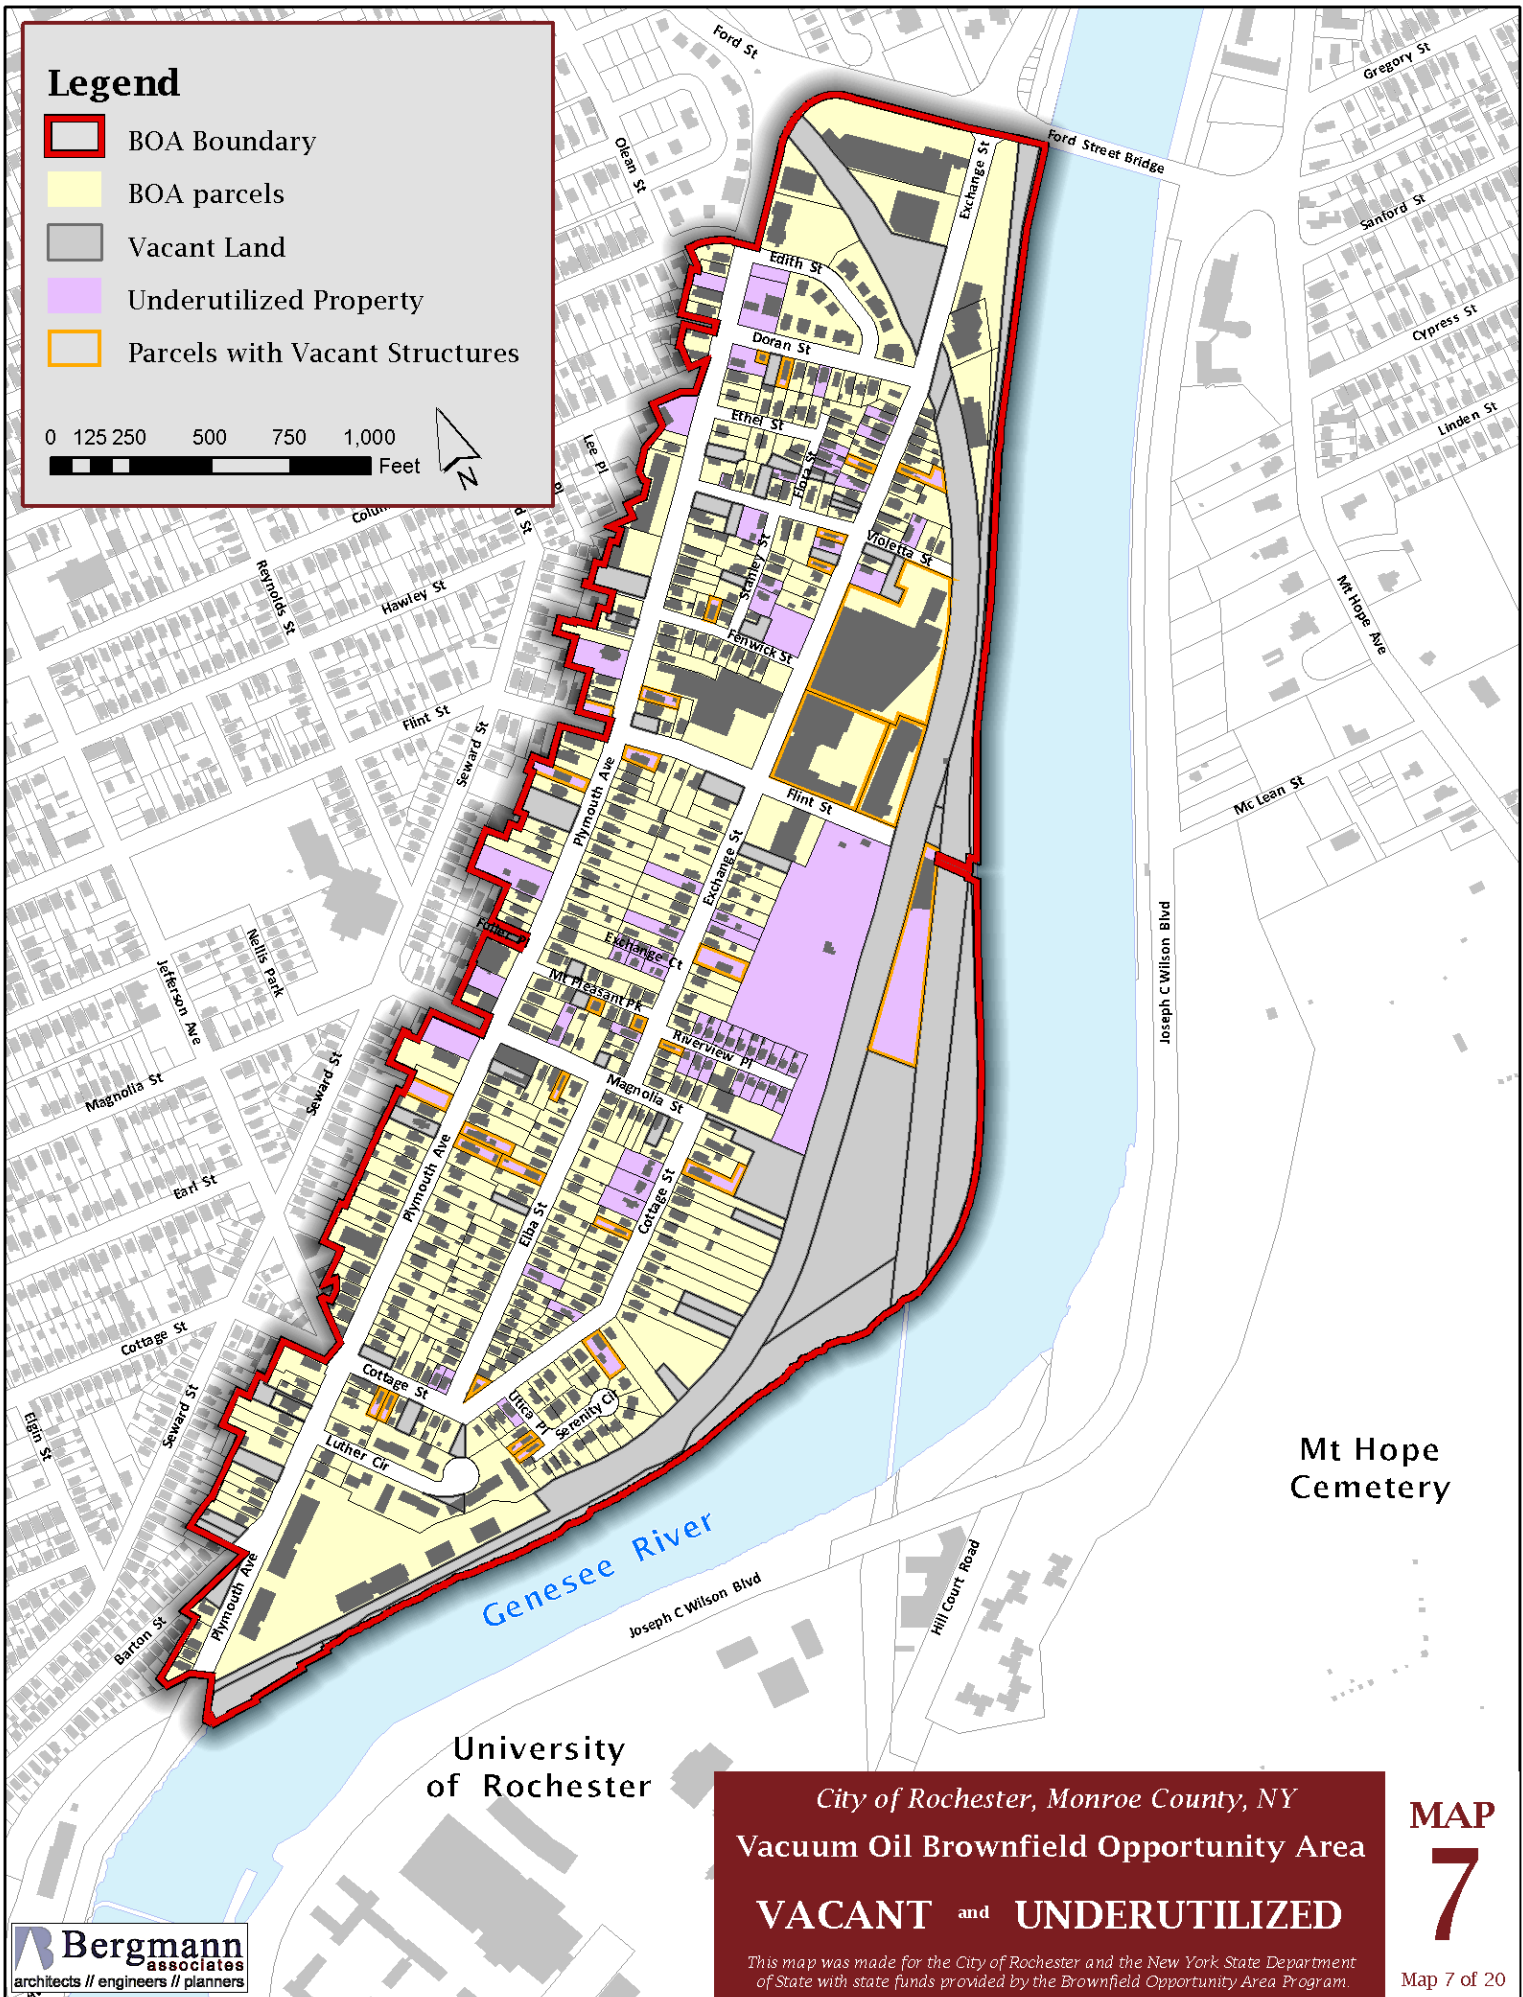 Legend
BOA Boundary
BOA parcels
Vacant Land
Underutilized Property
Parcels with Vacant Structures
0 125 250 500 750 1,000
Feet
N
Ford St
Gregory St
Olean St
Ford Street Bridge
Exchange St
Sanford St
Edith St
Cypress St
Doran St
Linden St
Ethel St
Lee Pl
Pl
Flora St
d St
Violetta St
Reynolds St
Hawley St
Stanley St
Mt Hope Ave
Fenwick St
Flint St
Seward St
Plymouth Ave
Flint St
Mc Lean St
Exchange St
Exchange Ct
Nellis Park
Jefferson Ave
Mt Pleasant Pk
Joseph C Wilson Blvd
Riverview Pl
Magnolia St
Magnolia St
Seward St
Plymouth Ave
Earl St
Elba St
Cottage St
Cottage St
Cottage St
Utica Pl
Serenity Cir
Seward St
Elgin St
Luther Cir
Mt Hope
Cemetery
Genesee River
Plymouth Ave
Barton St
Joseph C Wilson Blvd
Hill Court Road
University
of Rochester
City of Rochester, Monroe County, NY
Vacuum Oil Brownfield Opportunity Area
VACANT and UNDERUTILIZED
This map was made for the City of Rochester and the New York State Department
of State with state funds provided by the Brownfield Opportunity Area Program.
MAP
7
Map 7 of 20
Bergmann
associates
architects // engineers // planners